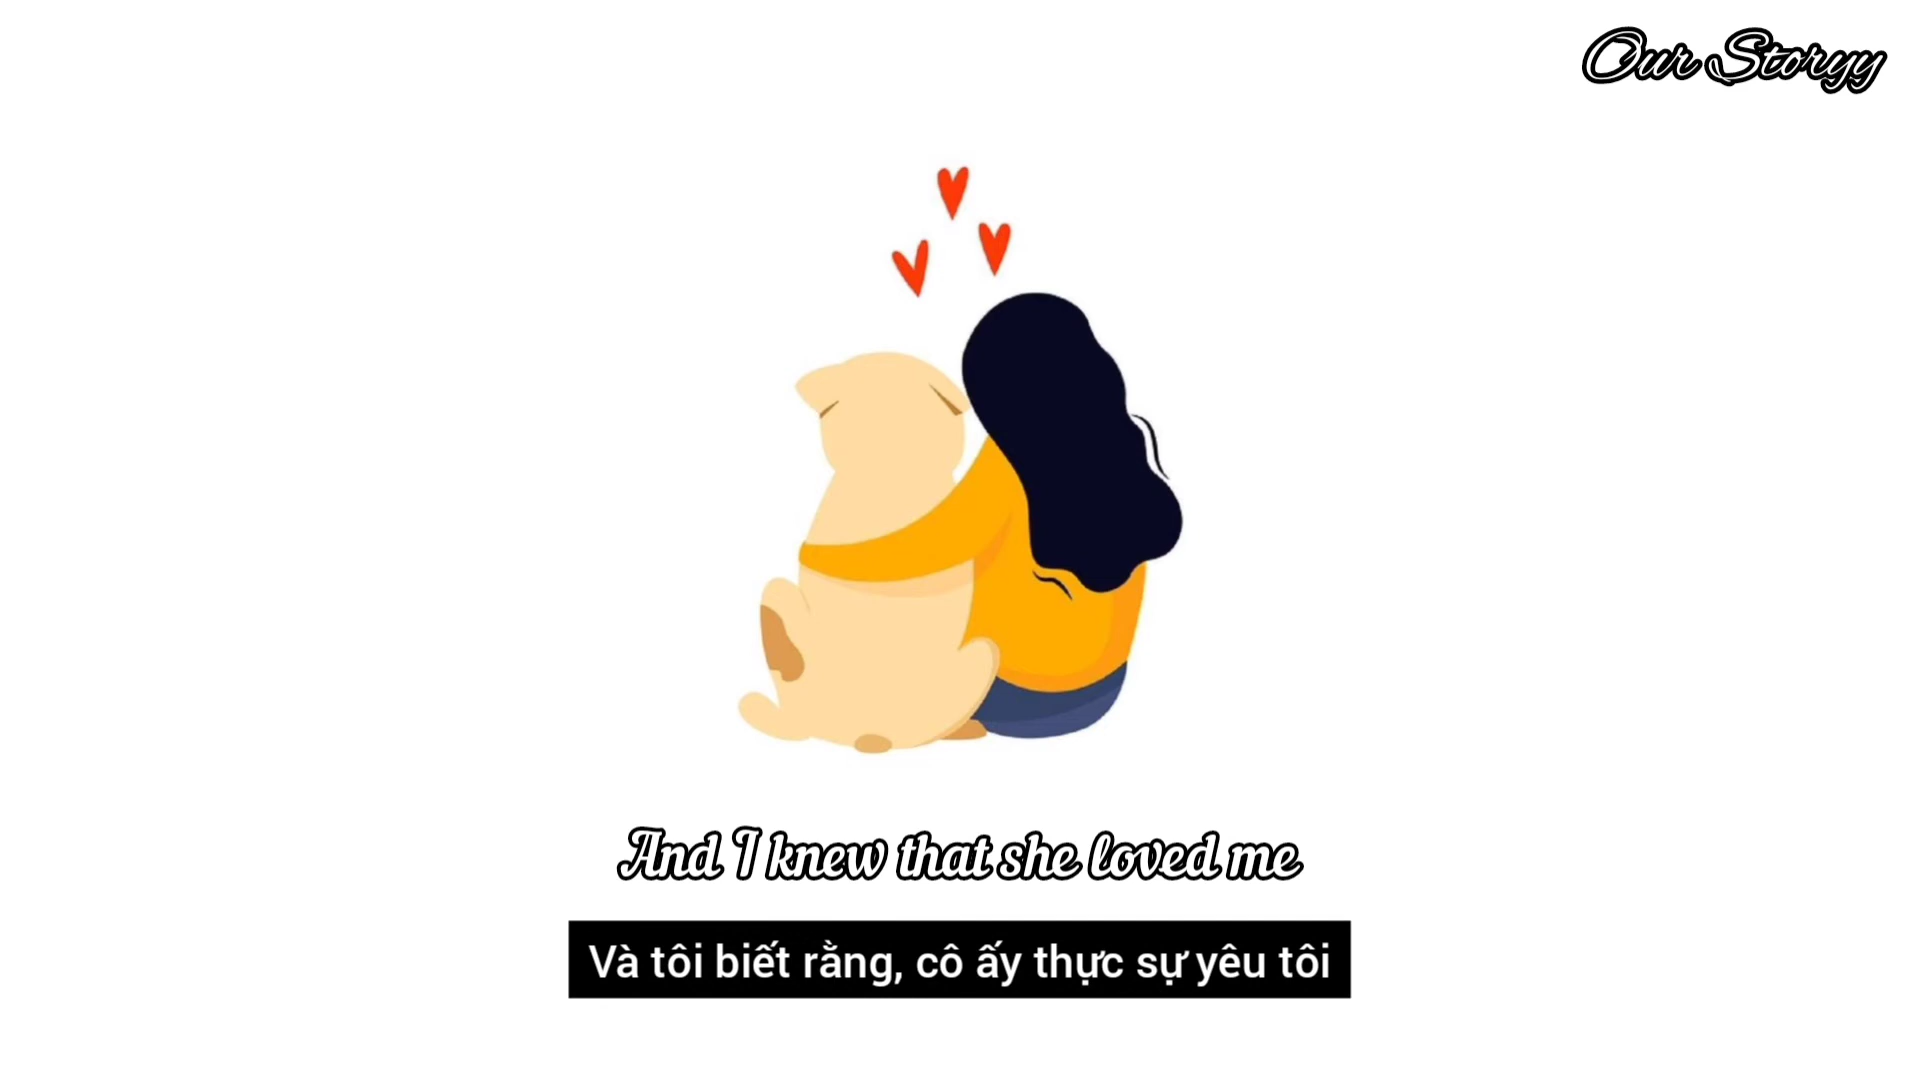 Our Storyy
And I knew that she loved me
Và tôi biết rằng, cô ấy thực sự yêu tôi